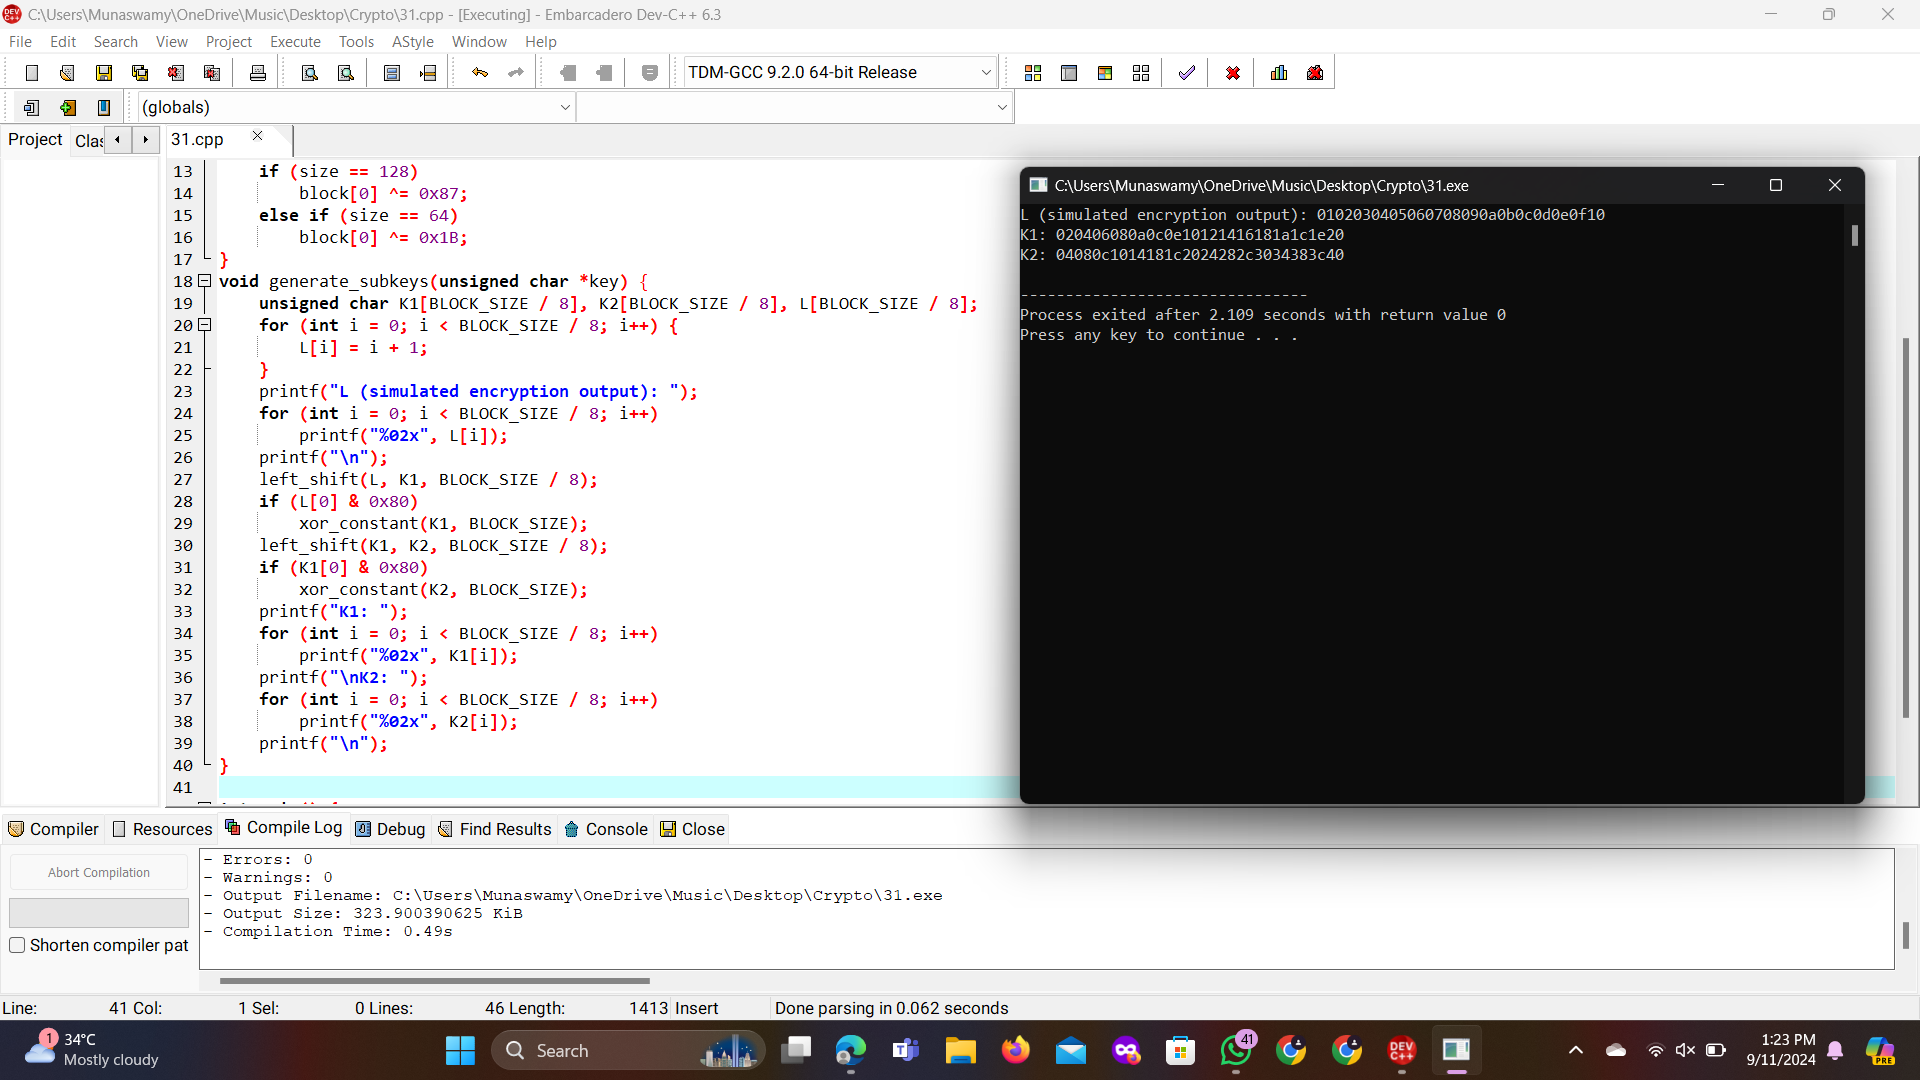 C:\Users\Munaswamy\OneDrive\Music\Desktop\Crypto\31.cpp - [Executing] - Embarcadero Dev-C++ 6.3
File Edit Search View Project Execute Tools AStyle Window Help
TDM-GCC 9.2.0 64-bit Release
(globals)
Project Clas 31.cpp
13 if (size == 128)
14 block[0] ^= 0x87;
15 else if (size == 64)
16 block[0] ^= 0x1B;
17 }
18 void generate_subkeys(unsigned char *key) {
19 unsigned char K1[BLOCK_SIZE / 8], K2[BLOCK_SIZE / 8], L[BLOCK_SIZE / 8];
20 for (int i = 0; i < BLOCK_SIZE / 8; i++) {
21 L[i] = i + 1;
22 }
23 printf("L (simulated encryption output): ");
24 for (int i = 0; i < BLOCK_SIZE / 8; i++)
25 printf("%02x", L[i]);
26 printf("\n");
27 left_shift(L, K1, BLOCK_SIZE / 8);
28 if (L[0] & 0x80)
29 xor_constant(K1, BLOCK_SIZE);
30 left_shift(K1, K2, BLOCK_SIZE / 8);
31 if (K1[0] & 0x80)
32 xor_constant(K2, BLOCK_SIZE);
33 printf("K1: ");
34 for (int i = 0; i < BLOCK_SIZE / 8; i++)
35 printf("%02x", K1[i]);
36 printf("\nK2: ");
37 for (int i = 0; i < BLOCK_SIZE / 8; i++)
38 printf("%02x", K2[i]);
39 printf("\n");
40 }
41
C:\Users\Munaswamy\OneDrive\Music\Desktop\Crypto\31.exe
L (simulated encryption output): 0102030405060708090a0b0c0d0e0f10
K1: 020406080a0c0e10121416181a1c1e20
K2: 04080c1014181c2024282c3034383c40
--------------------------------
Process exited after 2.109 seconds with return value 0
Press any key to continue . . .
Compiler Resources Compile Log Debug Find Results Console Close
Abort Compilation
Shorten compiler pat
- Errors: 0
- Warnings: 0
- Output Filename: C:\Users\Munaswamy\OneDrive\Music\Desktop\Crypto\31.exe
- Output Size: 323.900390625 KiB
- Compilation Time: 0.49s
Line: 41 Col: 1 Sel: 0 Lines: 46 Length: 1413 Insert Done parsing in 0.062 seconds
1 34°C
Mostly cloudy
Search
41
DEV C++
1:23 PM
9/11/2024
PRE